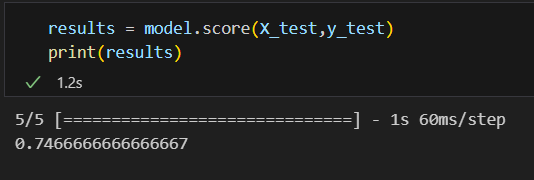 results = model.score(X_test,y_test)
print(results)
1.2s
5/5 [==============================] - 1s 60ms/step
0.7466666666666667